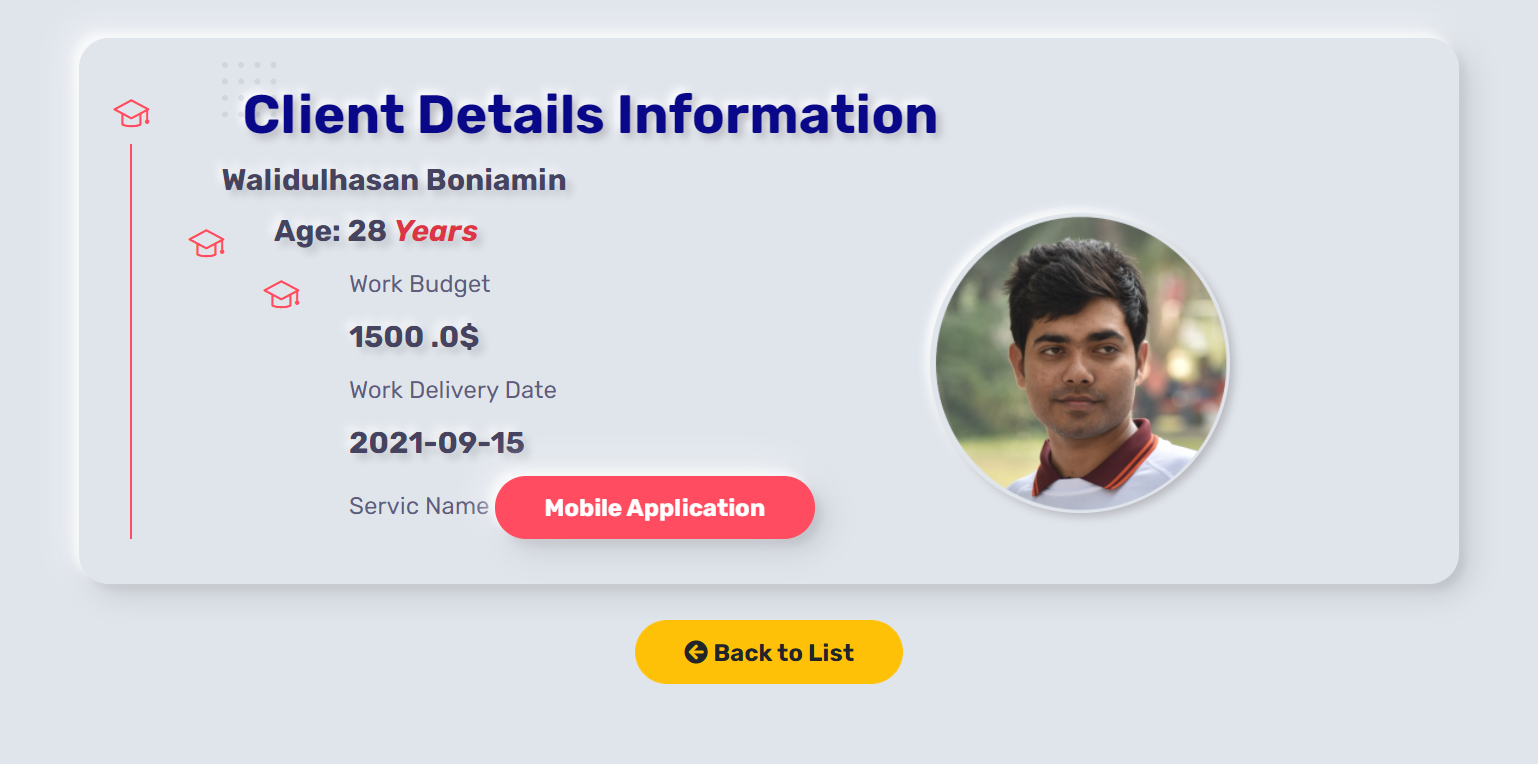 Client Details Information
Walidulhasan Boniamin
Age: 28 Years
Work Budget
1500 .0$
Work Delivery Date
2021-09-15
Servic Name Mobile Application
Back to List